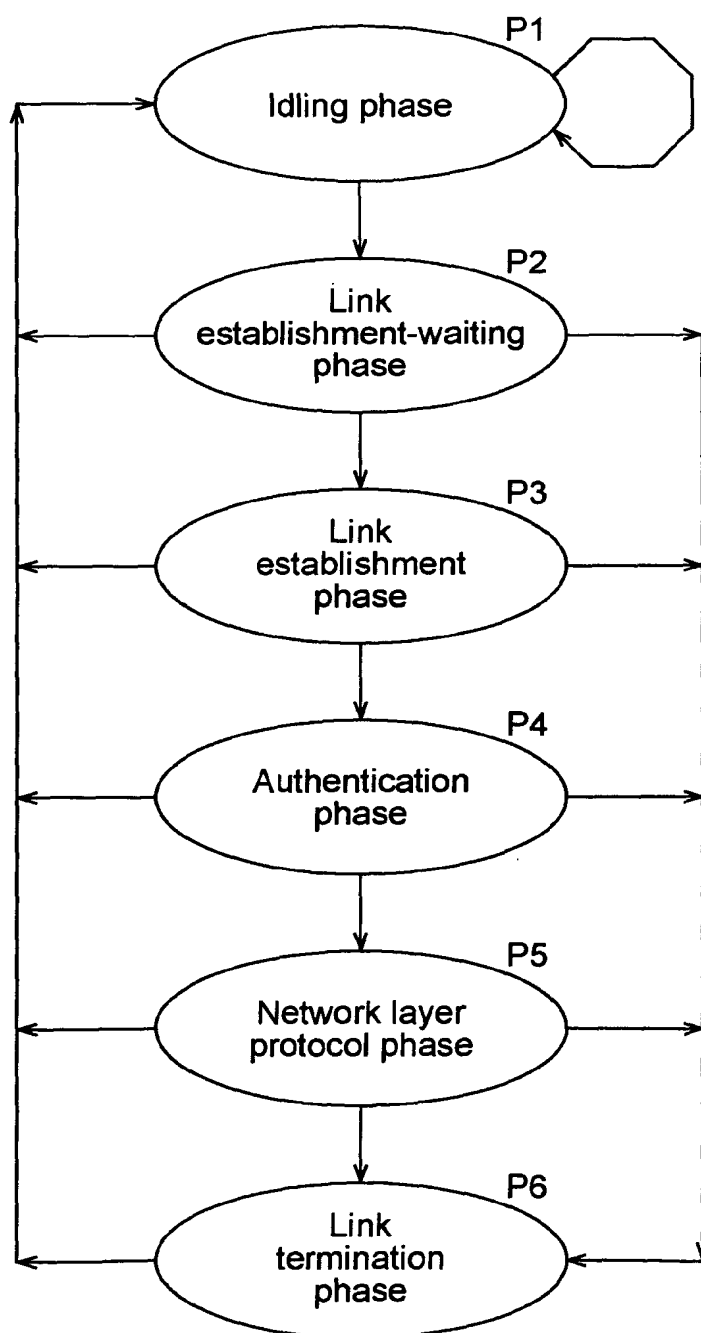 P1
Idling phase
P2
Link
establishment-waiting
phase
P3
Link
establishment
phase
P4
Authentication
phase
P5
Network layer
protocol phase
P6
Link
termination
phase